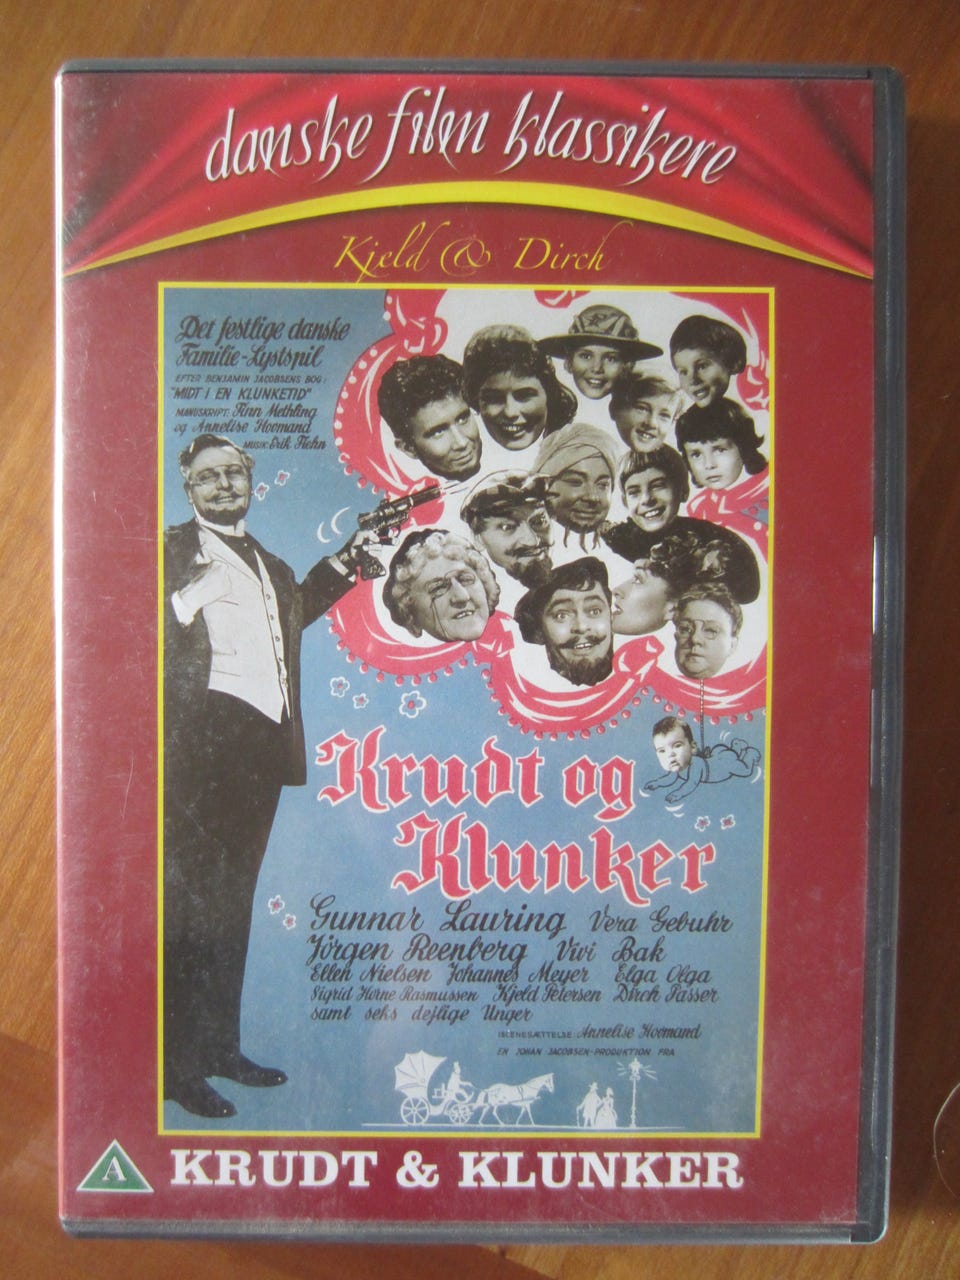 danske film klassikere
Kjeld & Dirch
Det festlige danske
Familie-Lystspil
EFTER BENJAMIN JACOBSENS BOG:
"MIDT I EN KLUNKETID"
MANUSKRIPT: Finn Methling
og Annelise Hovmand
MUSIK: Erik Fiehn
Krudt og
Klunker
Gunnar Lauring Vera Gebuhr
Jörgen Reenberg Vivi Bak
Ellen Nielsen Johannes Meyer Elga Olga
Sigrid Horne Rasmussen Kjeld Petersen Dirch Passer
samt seks dejlige Unger
ISCENESÆTTELSE: Annelise Hovmand
EN JOHAN JACOBSEN-PRODUKTION FRA
A KRUDT & KLUNKER